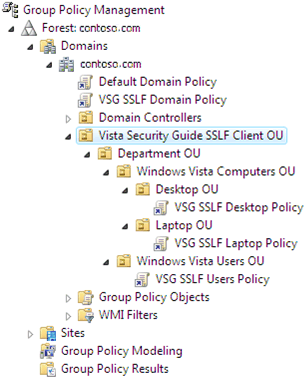 Group Policy Management
Forest: contoso.com
Domains
contoso.com
Default Domain Policy
VSG SSLF Domain Policy
Domain Controllers
Vista Security Guide SSLF Client OU
Department OU
Windows Vista Computers OU
Desktop OU
VSG SSLF Desktop Policy
Laptop OU
VSG SSLF Laptop Policy
Windows Vista Users OU
VSG SSLF Users Policy
Group Policy Objects
WMI Filters
Sites
Group Policy Modeling
Group Policy Results